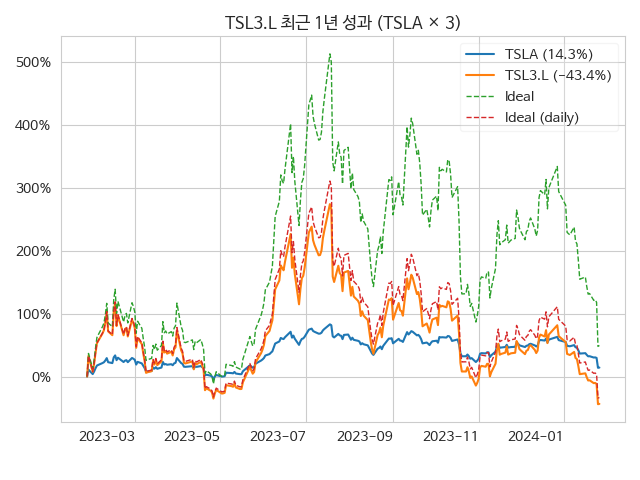 TSL3.L 최근 1년 성과 (TSLA × 3)
500%
400%
300%
200%
100%
0%
TSLA (14.3%)
TSL3.L (−43.4%)
Ideal
Ideal (daily)
2023−03
2023−05
2023−07
2023−09
2023−11
2024−01